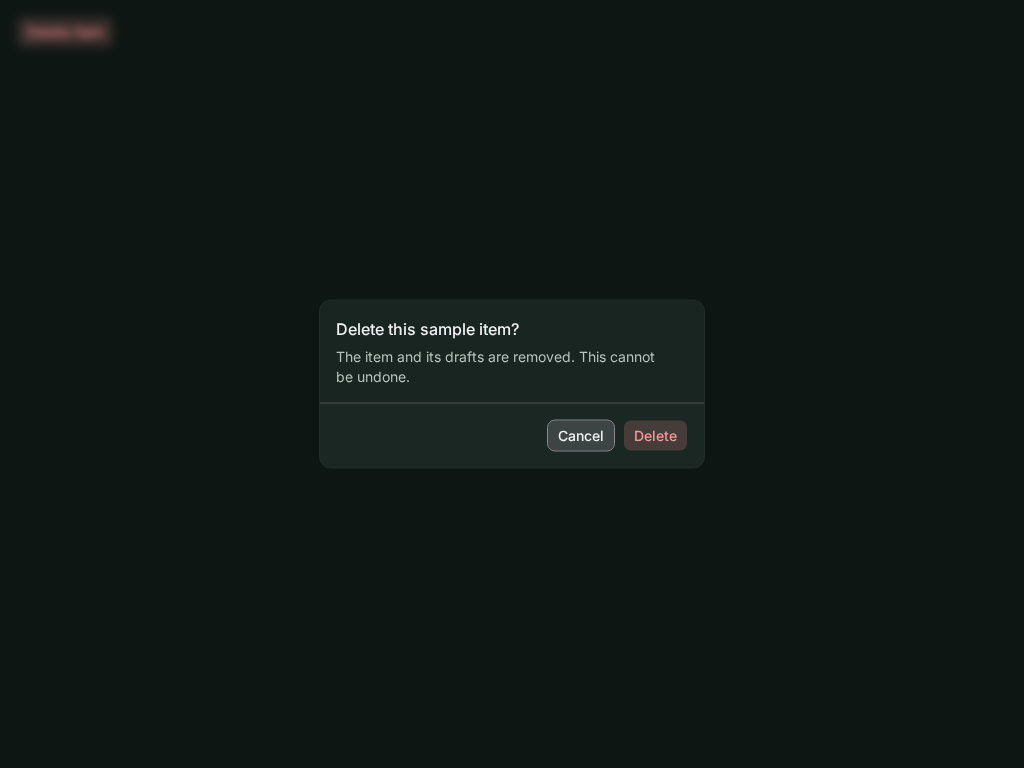 Delete this sample item?
The item and its drafts are removed. This cannot
be undone.
Cancel
Delete